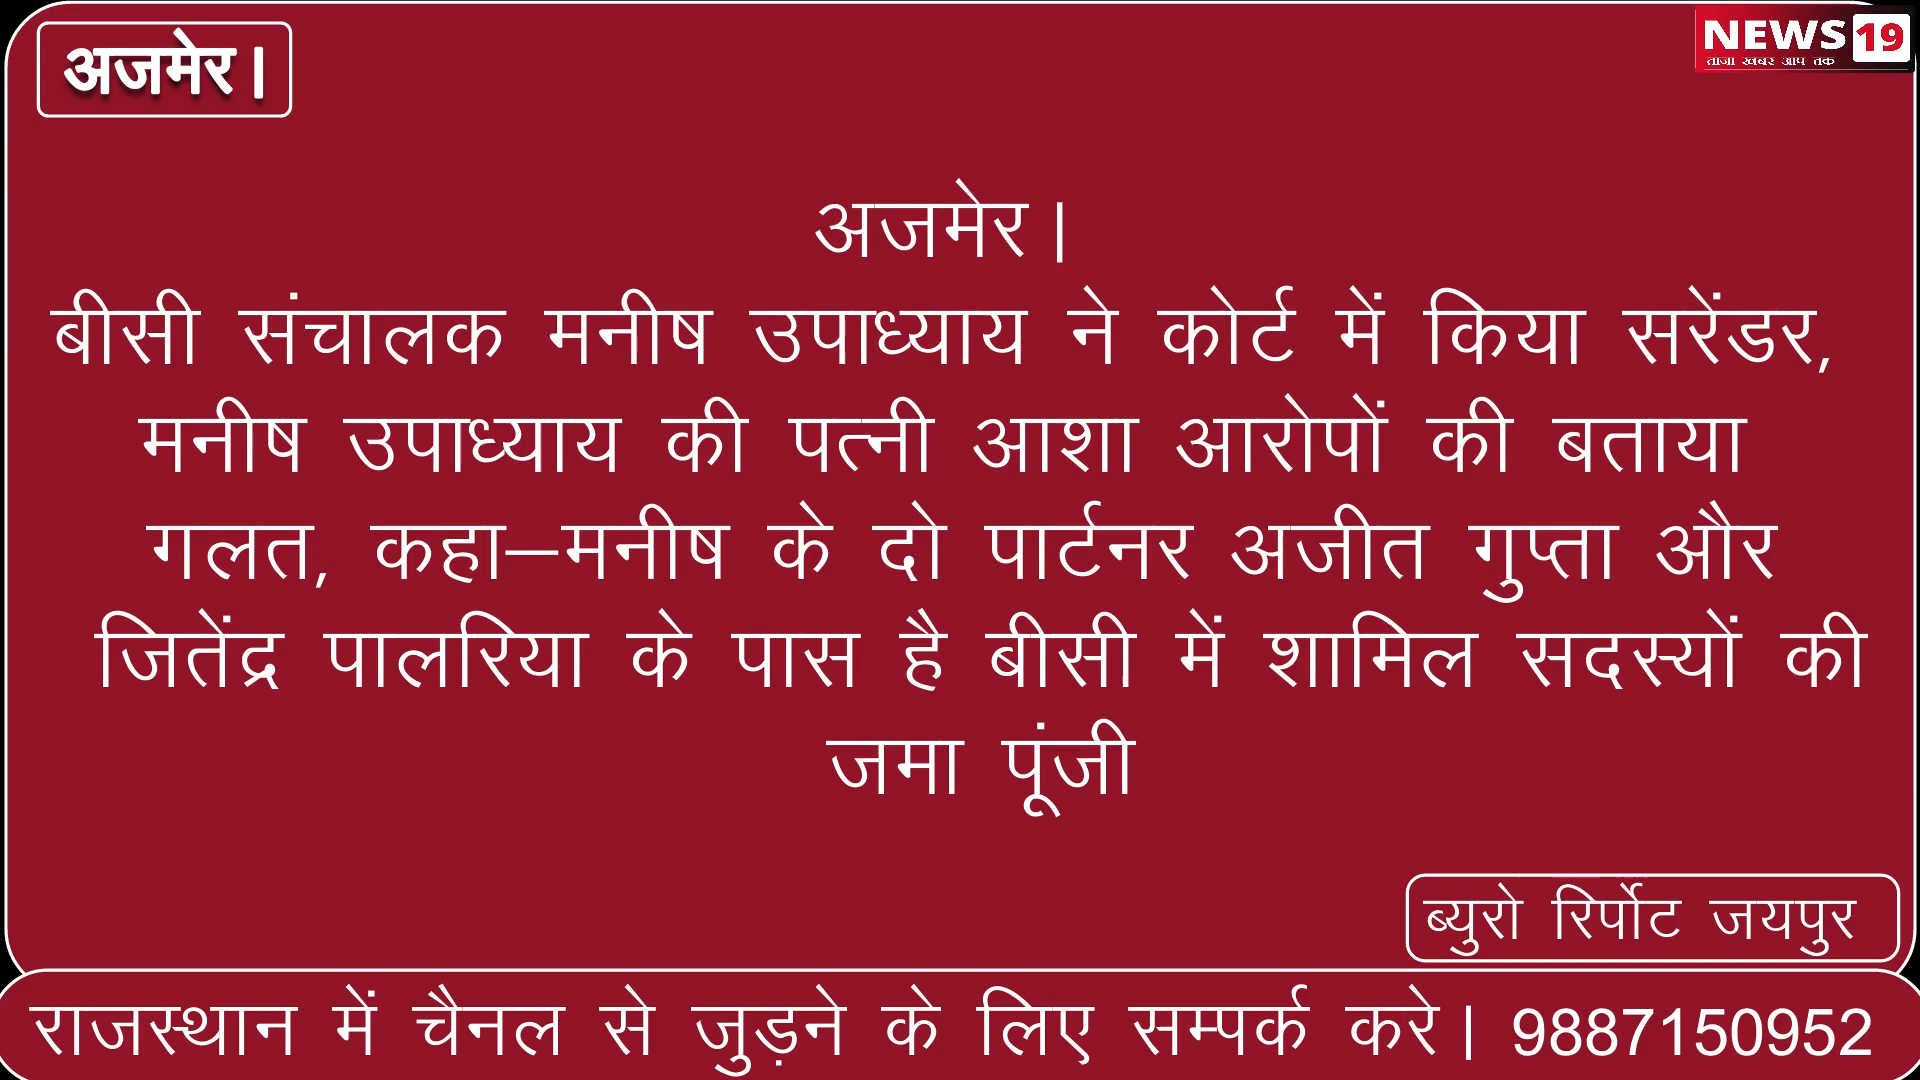 अजमेर।
NEWS 19
ताजा खबर आप तक
अजमेर।
बीसी संचालक मनीष उपाध्याय ने कोर्ट में किया सरेंडर,
मनीष उपाध्याय की पत्नी आशा आरोपों की बताया
गलत, कहा–मनीष के दो पार्टनर अजीत गुप्ता और
जितेंद्र पालरिया के पास है बीसी में शामिल सदस्यों की
जमा पूंजी
ब्युरो रिर्पोट जयपुर
राजस्थान में चैनल से जुड़ने के लिए सम्पर्क करे। 9887150952